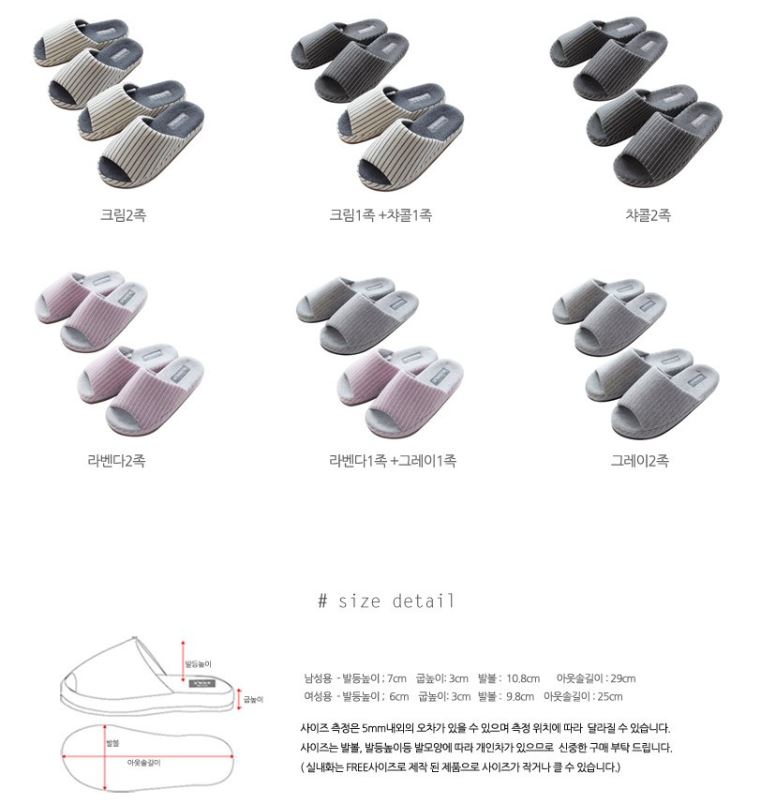 크림2족
크림1족 +챠콜1족
챠콜2족
라벤다2족
라벤다1족 +그레이1족
그레이2족
# size detail
발등높이
굽높이
발볼
아웃솔길이
남성용 - 발등높이 ; 7cm 굽높이: 3cm 발볼 : 10.8cm 아웃솔길이 : 29cm
여성용 - 발등높이 ; 6cm 굽높이: 3cm 발볼 : 9.8cm 아웃솔길이 : 25cm
사이즈 측정은 5mm내외의 오차가 있을 수 있으며 측정 위치에 따라 달라질 수 있습니다.
사이즈는 발볼, 발등높이등 발모양에 따라 개인차가 있으므로 신중한 구매 부탁 드립니다.
( 실내화는 FREE사이즈로 제작 된 제품으로 사이즈가 작거나 클 수 있습니다.)